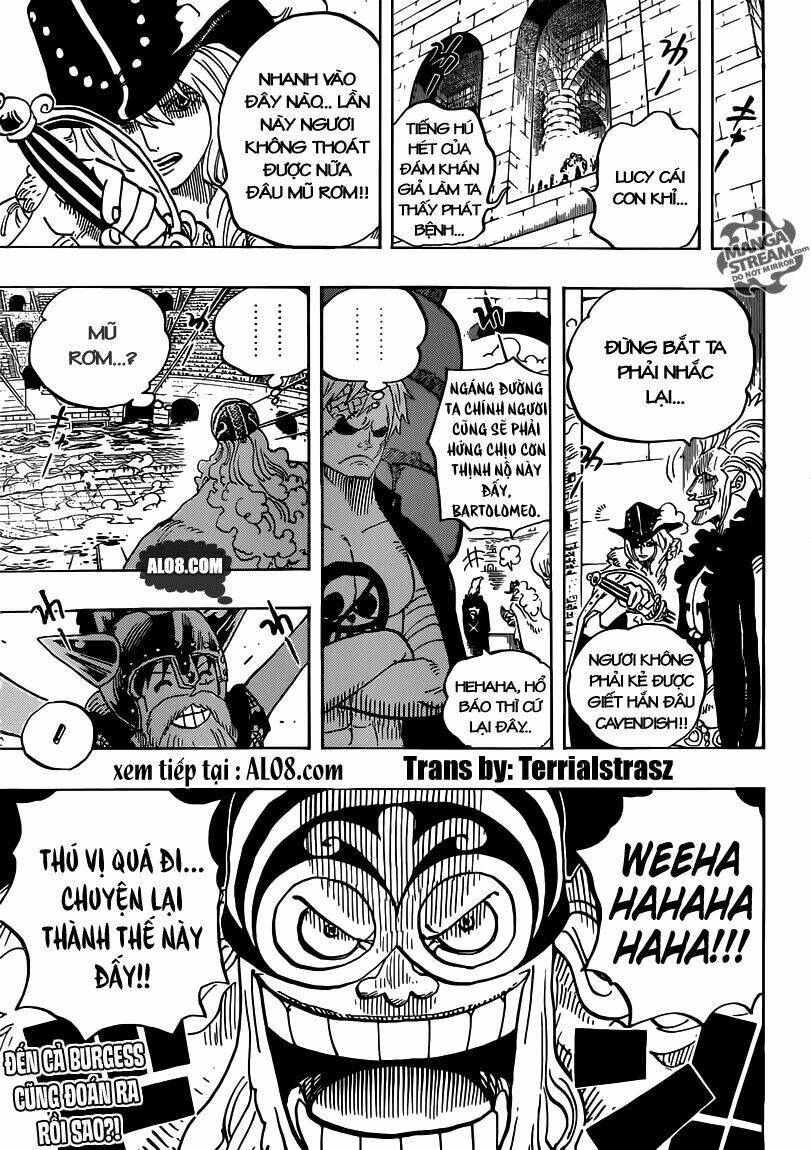 LUCY CÁI
CON KHỈ...
TIẾNG HÚ
HÉT CỦA
ĐÁM KHÁN
GIẢ LÀM TA
THẤY PHÁT
BỆNH...
NHANH VÀO
ĐÂY NÀO... LẦN
NÀY NGƯƠI
KHÔNG THOÁT
ĐƯỢC NỮA
ĐÂU MŨ RƠM!!
MANGA
STREAM.com
DO NOT MIRROR!
ĐỪNG BẮT TA
PHẢI NHẮC
LẠI...
NGƯƠI KHÔNG
PHẢI KẺ ĐƯỢC
GIẾT HẮN ĐÂU
CAVENDISH!!
NGÁNG ĐƯỜNG
TA CHÍNH NGƯƠI
CŨNG SẼ PHẢI
HỨNG CHỊU CƠN
THỊNH NỘ NÀY
ĐẤY,
BARTOLOMEO.
HEHAHA, HỔ
BÁO THÌ CỨ
LẠI ĐÂY..
MŨ
RƠM...?
AL08.COM
!
xem tiếp tại : AL08.com
Trans by: Terrialstrasz
WEEHA
HAHAHA
HAHA!!!
THÚ VỊ QUÁ ĐI...
CHUYỆN LẠI
THÀNH THẾ NÀY
ĐẤY!!
ĐẾN CẢ BURGESS
CŨNG ĐOÁN RA
RỒI SAO?!